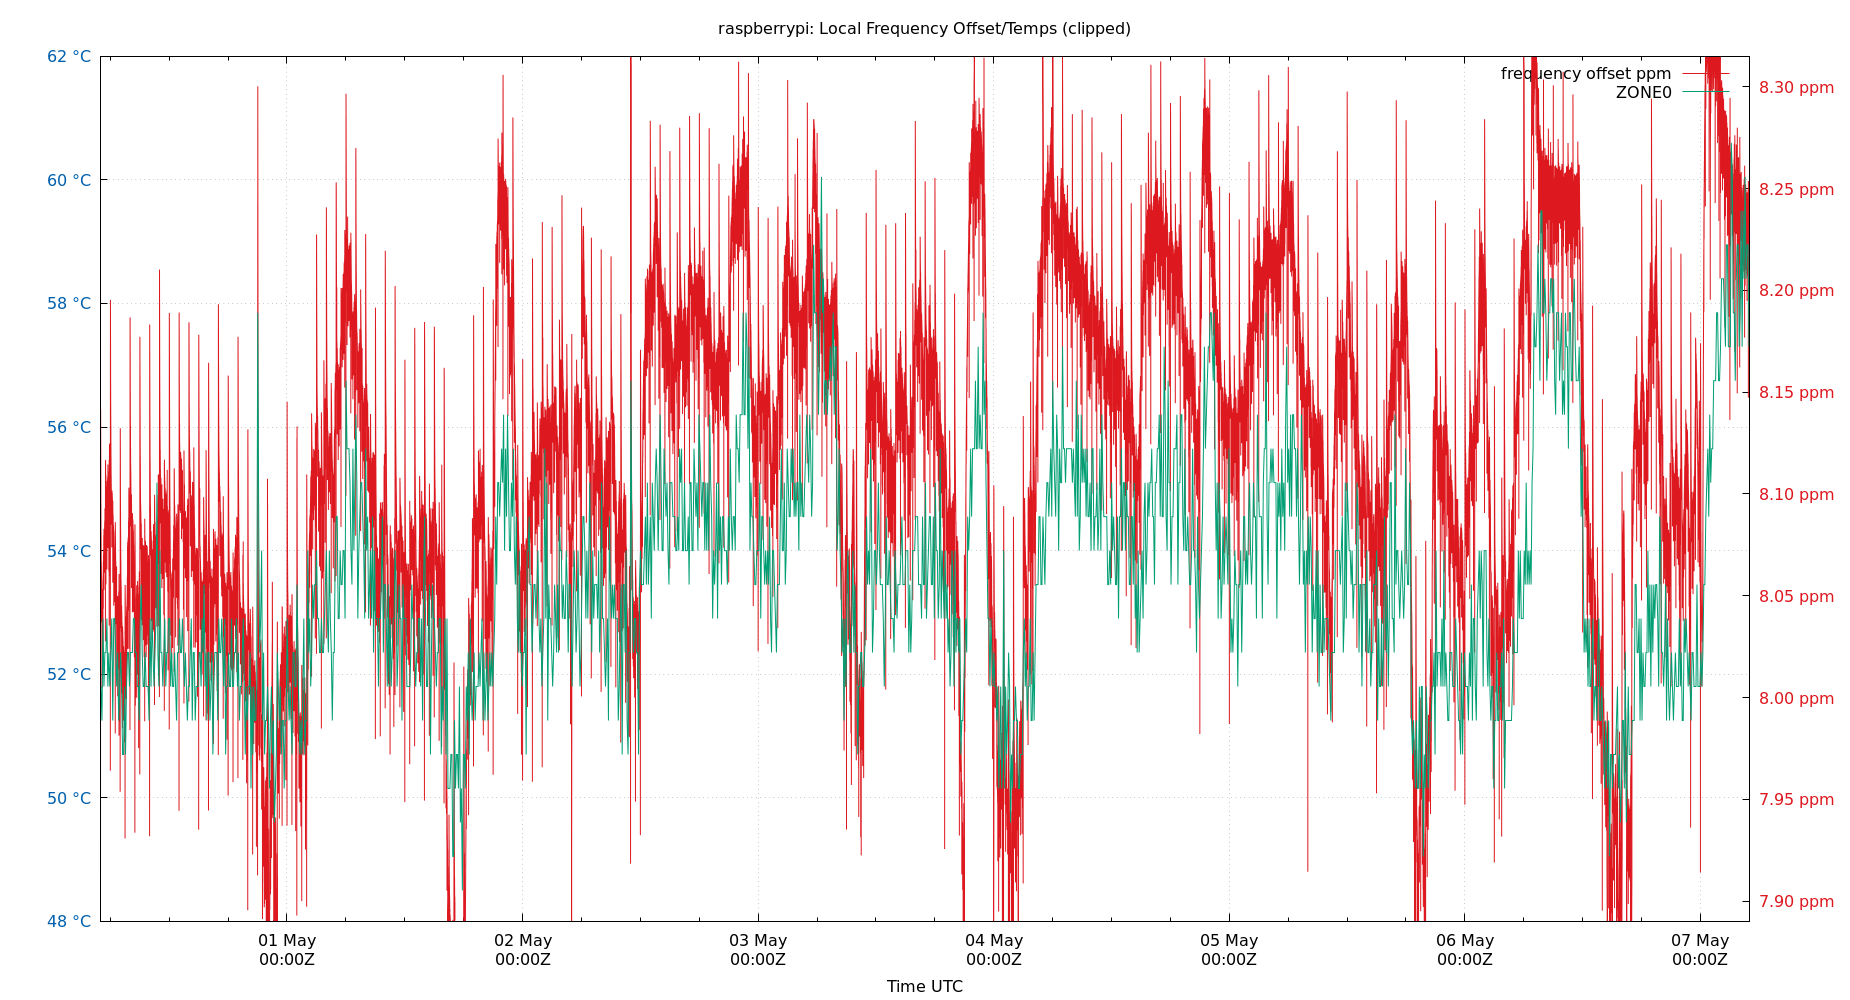 raspberrypi: Local Frequency Offset/Temps (clipped)
62 °C
60 °C
58 °C
56 °C
54 °C
52 °C
50 °C
48 °C
frequency offset ppm
ZONE0
8.30 ppm
8.25 ppm
8.20 ppm
8.15 ppm
8.10 ppm
8.05 ppm
8.00 ppm
7.95 ppm
7.90 ppm
01 May
00:00Z
02 May
00:00Z
03 May
00:00Z
04 May
00:00Z
05 May
00:00Z
06 May
00:00Z
07 May
00:00Z
Time UTC